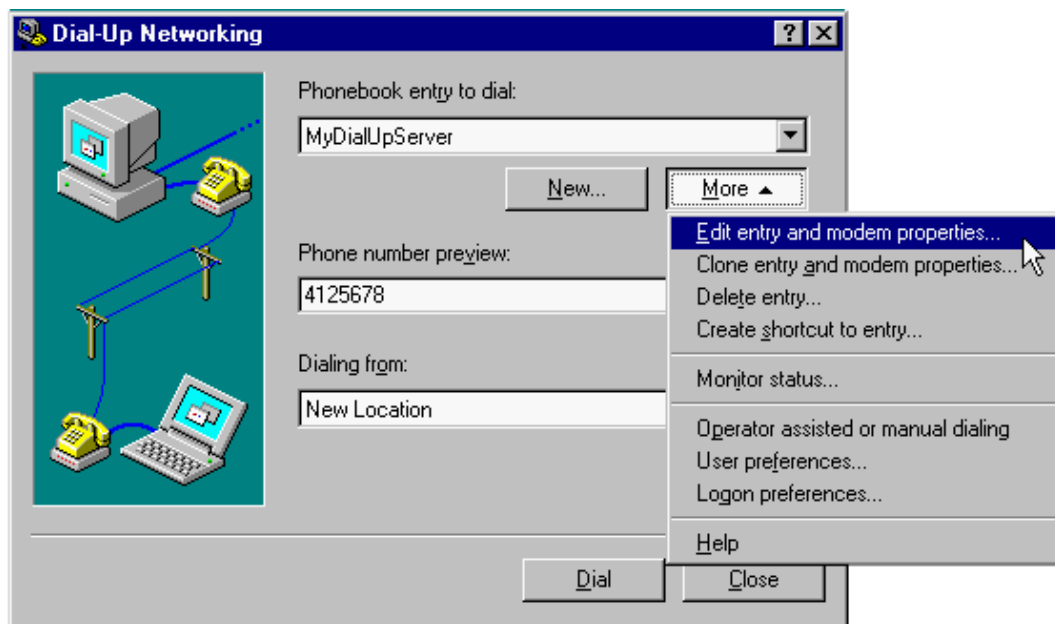 Dial-Up Networking
Phonebook entry to dial:
MyDialUpServer
New...
More
Edit entry and modem properties...
Clone entry and modem properties...
Delete entry...
Create shortcut to entry...
Monitor status...
Operator assisted or manual dialing
User preferences...
Logon preferences...
Help
Phone number preview:
4125678
Dialing from:
New Location
Dial
Close